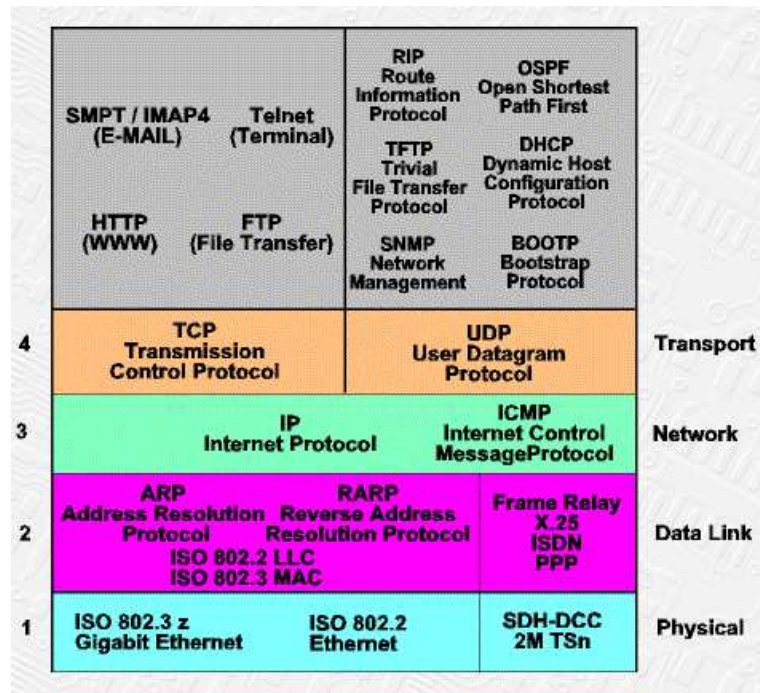 SMPT / IMAP4
(E-MAIL)
Telnet
(Terminal)
HTTP
(WWW)
FTP
(File Transfer)
RIP
Route
Information
Protocol
OSPF
Open Shortest
Path First
TFTP
Trivial
File Transfer
Protocol
DHCP
Dynamic Host
Configuration
Protocol
SNMP
Network
Management
BOOTP
Bootstrap
Protocol
4
TCP
Transmission
Control Protocol
UDP
User Datagram
Protocol
Transport
3
IP
Internet Protocol
ICMP
Internet Control
MessageProtocol
Network
2
ARP
Address Resolution
Protocol
RARP
Reverse Address
Resolution Protocol
ISO 802.2 LLC
ISO 802.3 MAC
Frame Relay
X.25
ISDN
PPP
Data Link
1
ISO 802.3 z
Gigabit Ethernet
ISO 802.2
Ethernet
SDH-DCC
2M TSn
Physical